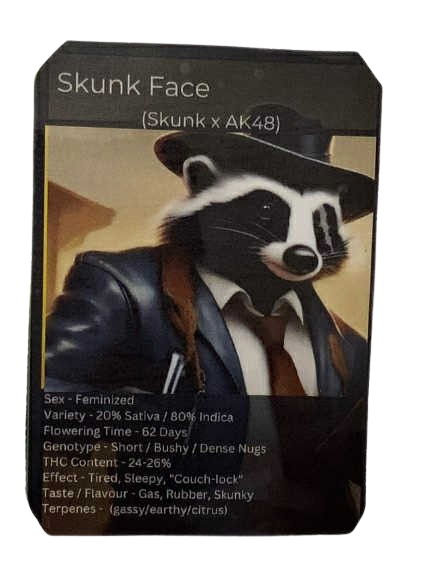 Skunk Face
(Skunk x AK48)
Sex - Feminized
Variety - 20% Sativa / 80% Indica
Flowering Time - 62 Days
Genotype - Short / Bushy / Dense Nugs
THC Content - 24-26%
Effect - Tired, Sleepy, "Couch-lock"
Taste / Flavour - Gas, Rubber, Skunky
Terpenes - (gassy/earthy/citrus)